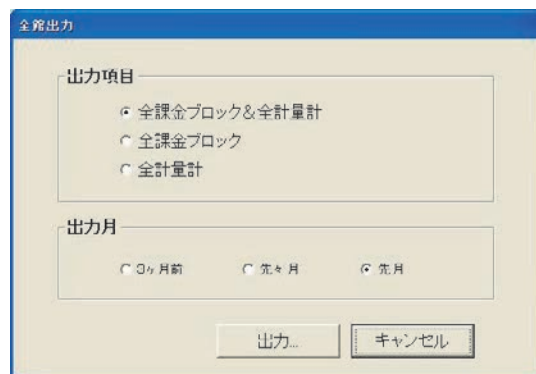 全館出力
出力項目
全課金ブロック&全計量計
全課金ブロック
全計量計
出力月
3ヶ月前 先々月 先月
出力... キャンセル